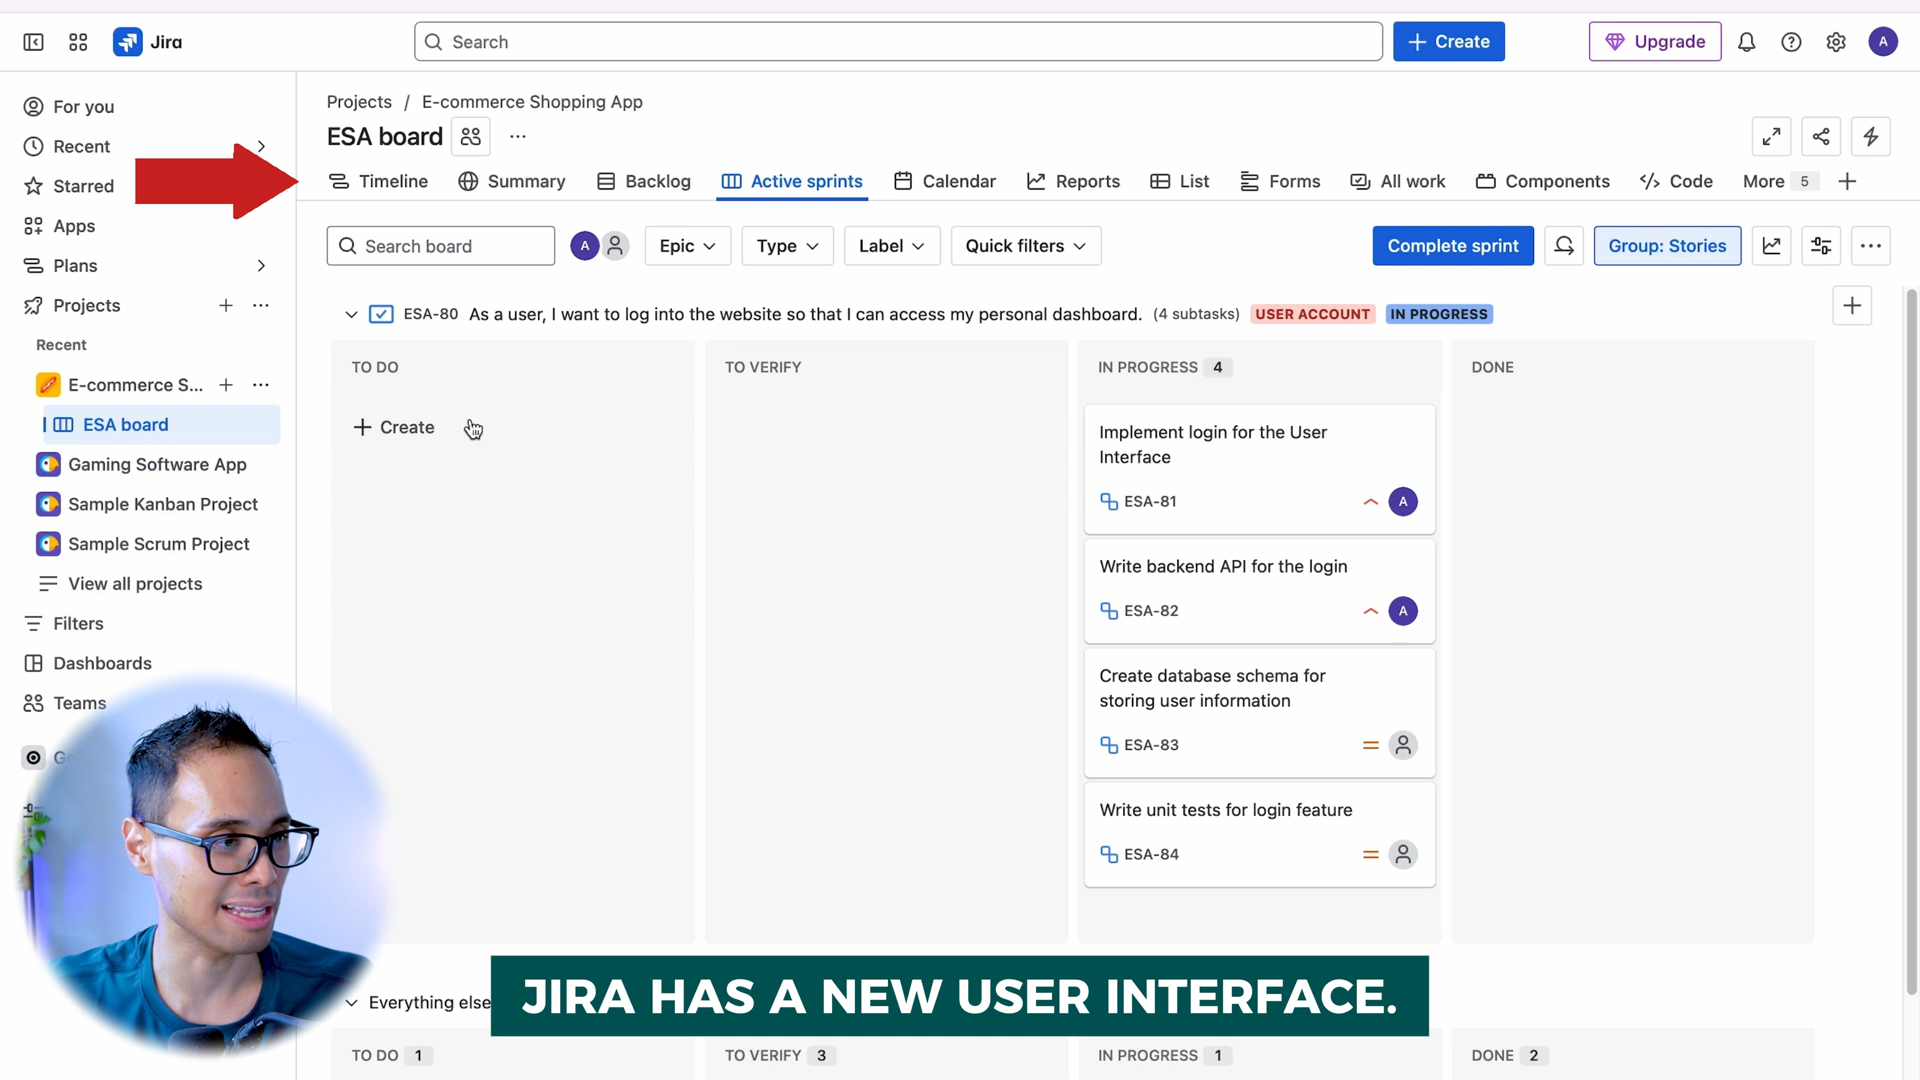 Jira
Search
Create
Upgrade
A
For you
Recent
Starred
Apps
Plans
Projects
Recent
E-commerce S...
ESA board
Gaming Software App
Sample Kanban Project
Sample Scrum Project
View all projects
Filters
Dashboards
Teams
Projects / E-commerce Shopping App
ESA board
Timeline Summary Backlog Active sprints Calendar Reports List Forms All work Components Code More 5
Search board
A
Epic Type Label Quick filters
Complete sprint
Group: Stories
ESA-80 As a user, I want to log into the website so that I can access my personal dashboard. (4 subtasks) USER ACCOUNT IN PROGRESS
TO DO
TO VERIFY
IN PROGRESS 4
DONE
Create
Implement login for the User
Interface
ESA-81
A
Write backend API for the login
ESA-82
A
Create database schema for
storing user information
ESA-83
Write unit tests for login feature
ESA-84
Everything else
JIRA HAS A NEW USER INTERFACE.
TO DO 1
TO VERIFY 3
IN PROGRESS 1
DONE 2